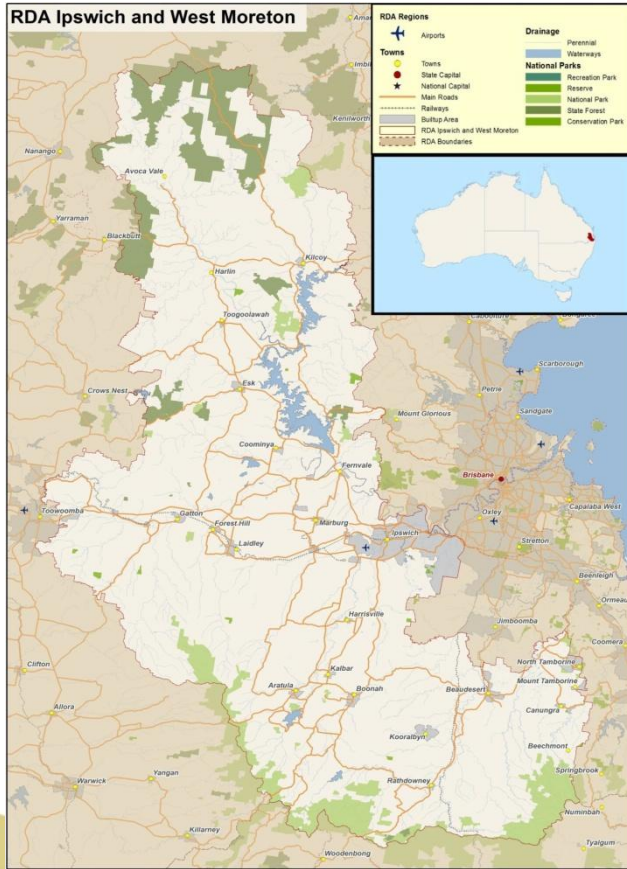 RDA Ipswich and West Moreton
RDA Regions
Airports
Towns
Towns
State Capital
National Capital
Main Roads
Railways
Builtup Area
RDA Ipswich and West Moreton
RDA Boundaries
Drainage
Perennial
Waterways
National Parks
Recreation Park
Reserve
National Park
State Forest
Conservation Park
Kenilworth
Nanango
Avoca Vale
Yarraman
Blackbutt
Kilcoy
Harlin
Toogoolawah
Scarborough
Crows Nest
Esk
Petrie
Mount Glorious
Sandgate
Coominya
Fernvale
Brisbane
Capalaba West
Toowoomba
Gatton
Forest Hill
Marburg
Oxley
Ipswich
Laidley
Stretton
Beenleigh
Ormeau
Harrisville
Jimboomba
Coomera
Clifton
Kalbar
North Tamborine
Mount Tamborine
Aratula
Boonah
Beaudesert
Allora
Canungra
Kooralbyn
Beechmont
Yangan
Warwick
Rathdowney
Springbrook
Numinbah
Killarney
Woodenbong
Tyalgum